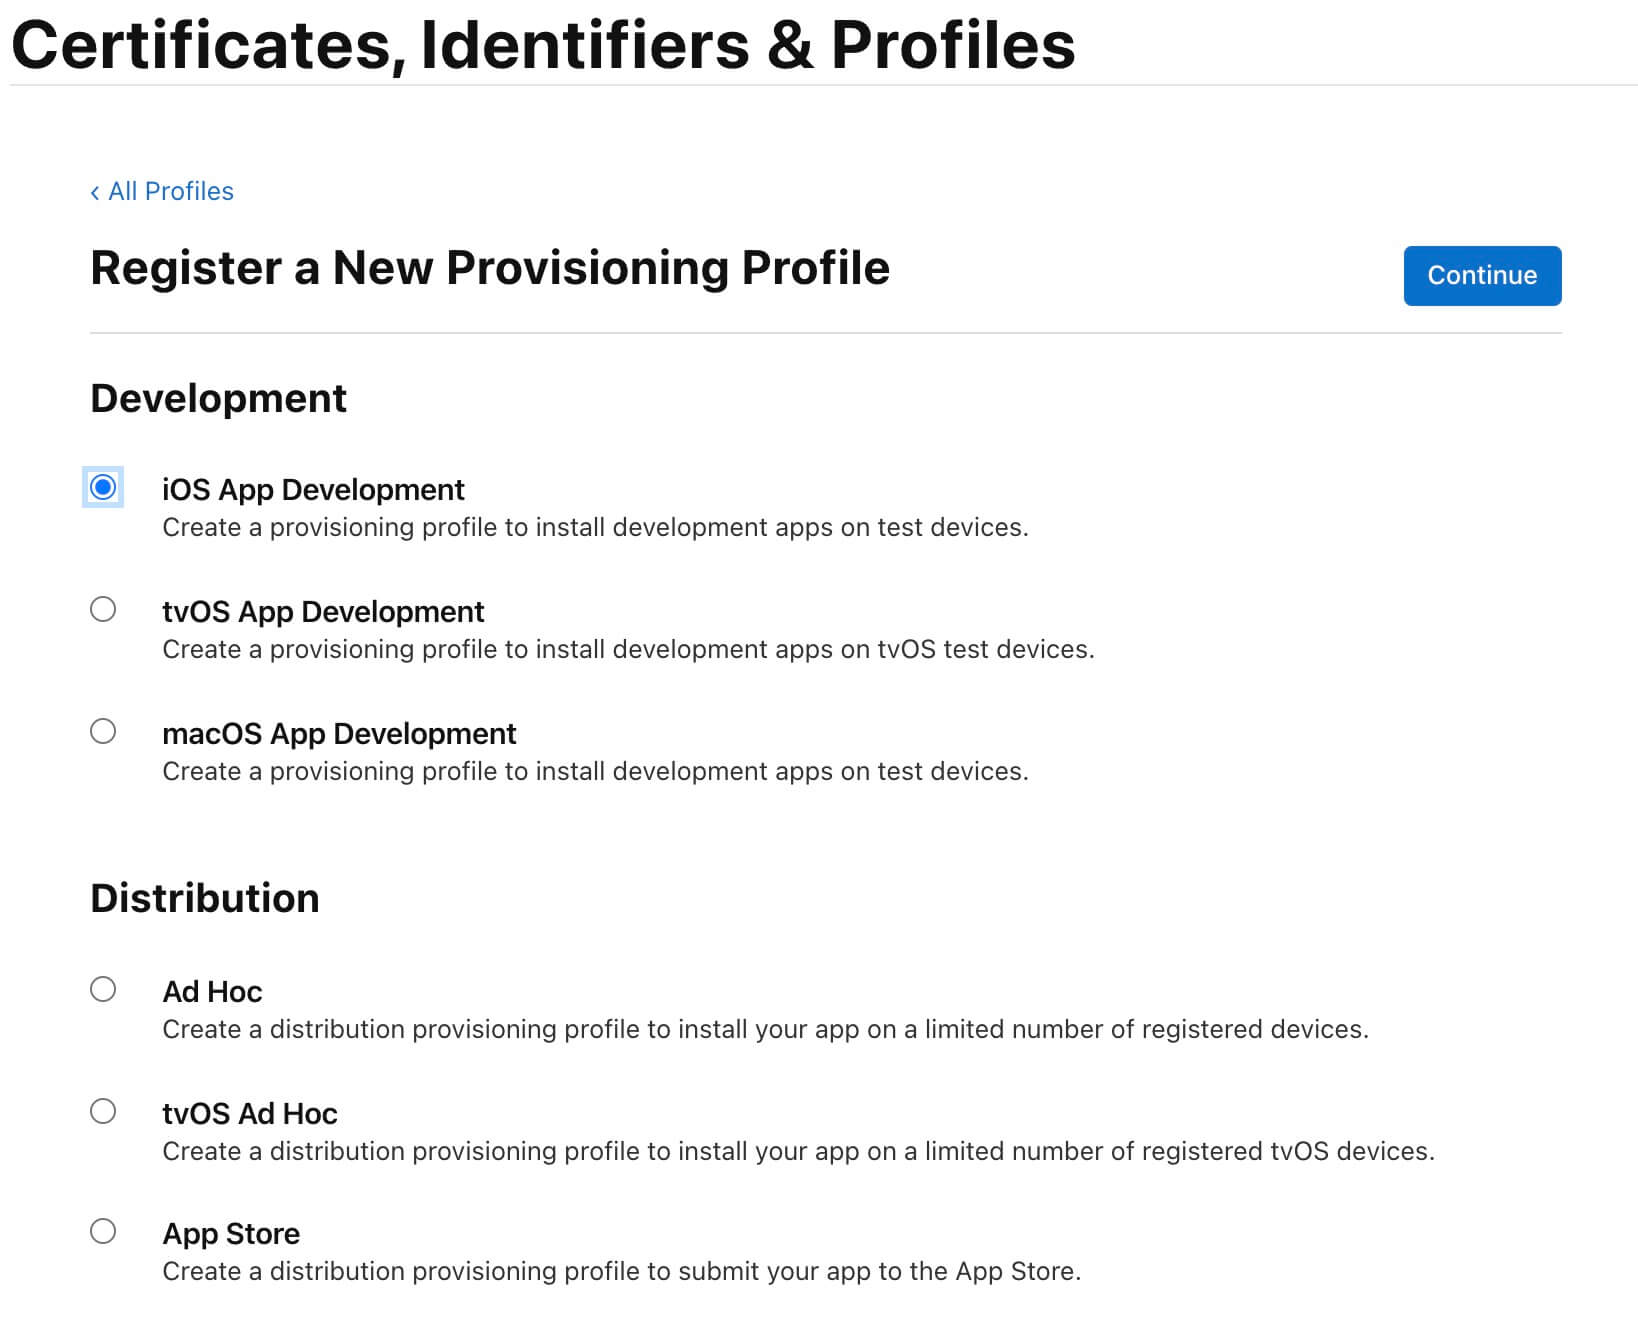 Certificates, Identifiers & Profiles
‹ All Profiles
Register a New Provisioning Profile
Continue
Development
iOS App Development
Create a provisioning profile to install development apps on test devices.
tvOS App Development
Create a provisioning profile to install development apps on tvOS test devices.
macOS App Development
Create a provisioning profile to install development apps on test devices.
Distribution
Ad Hoc
Create a distribution provisioning profile to install your app on a limited number of registered devices.
tvOS Ad Hoc
Create a distribution provisioning profile to install your app on a limited number of registered tvOS devices.
App Store
Create a distribution provisioning profile to submit your app to the App Store.